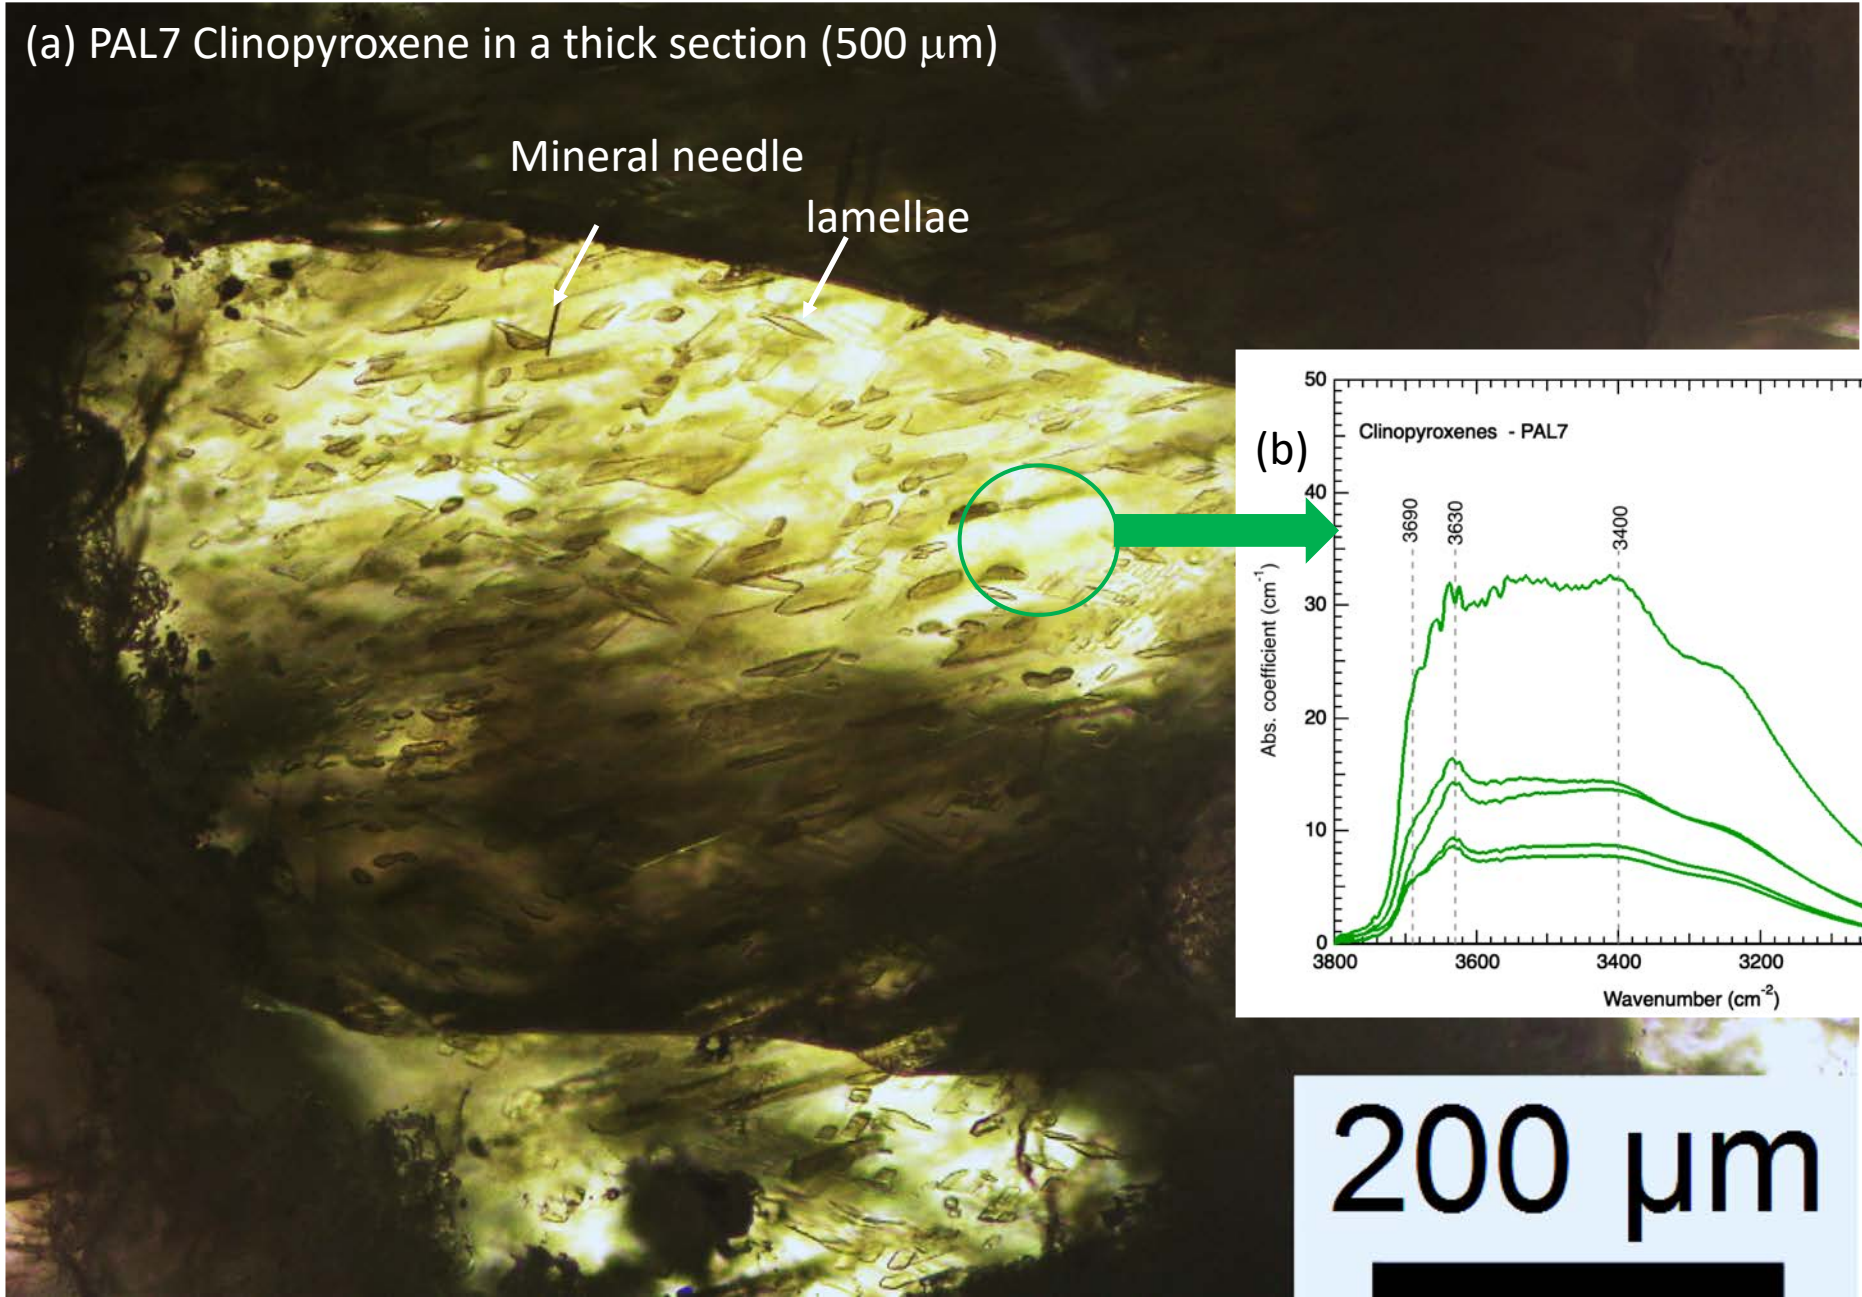 (a) PAL7 Clinopyroxene in a thick section (500 μm)
Mineral needle
lamellae
(b)
Clinopyroxenes - PAL7
50
40
30
20
10
0
3690
3630
3400
Abs. coefficient (cm⁻¹)
3800 3600 3400 3200
Wavenumber (cm⁻²)
200 μm